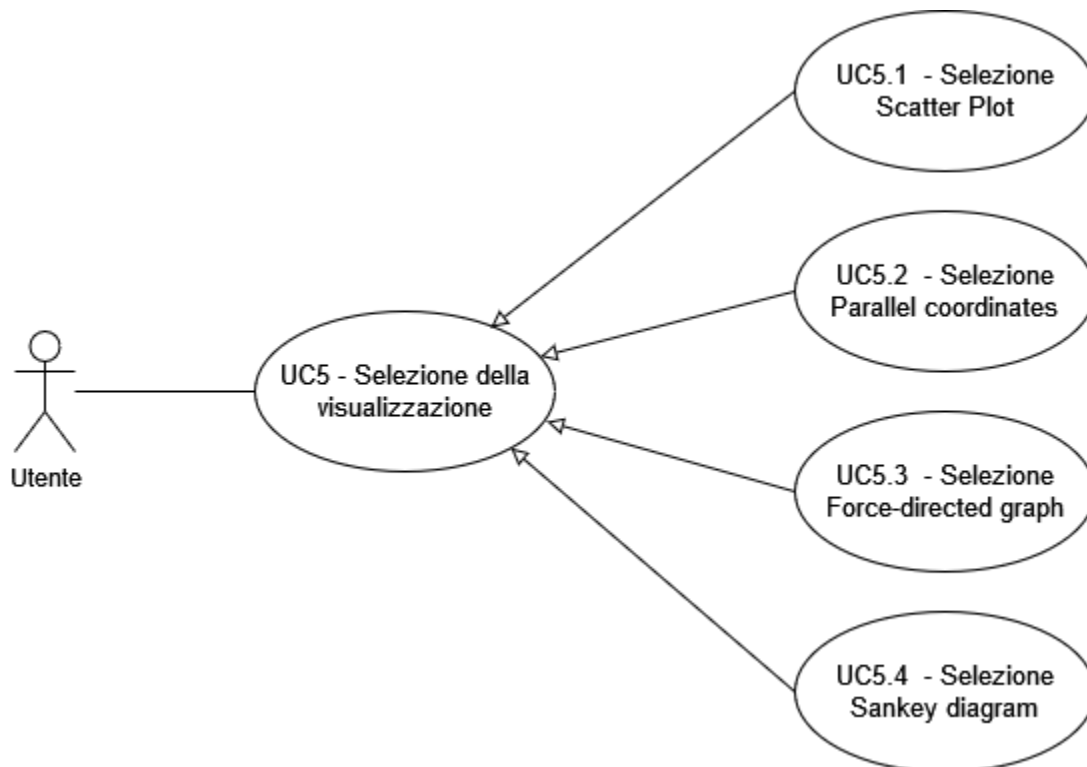 UC5.1  - Selezione
Scatter Plot
UC5.2  - Selezione
Parallel coordinates
UC5 - Selezione della
visualizzazione
Utente
UC5.3  - Selezione
Force-directed graph
UC5.4  - Selezione
Sankey diagram